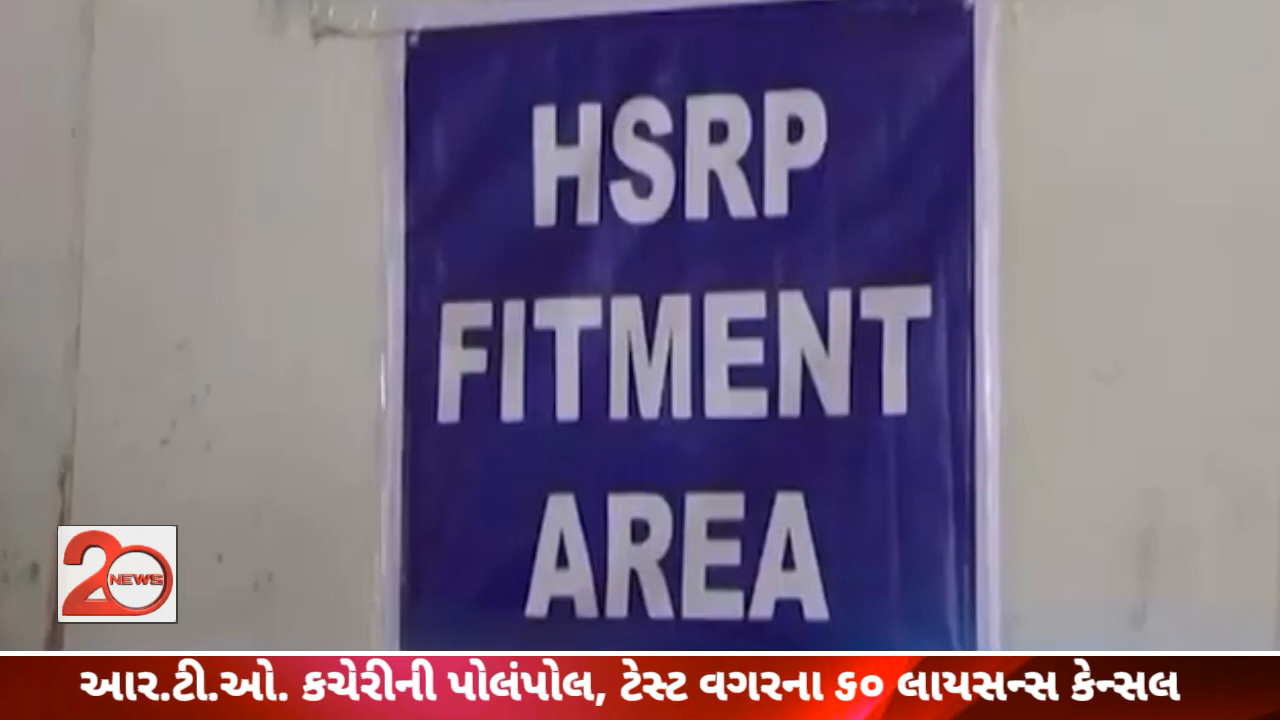 HSRP
FITMENT
AREA
20
NEWS
આર.ટી.ઓ. કચેરીની પોલંપોલ, ટેસ્ટ વગરના ૬૦ લાયસન્સ કેન્સલ